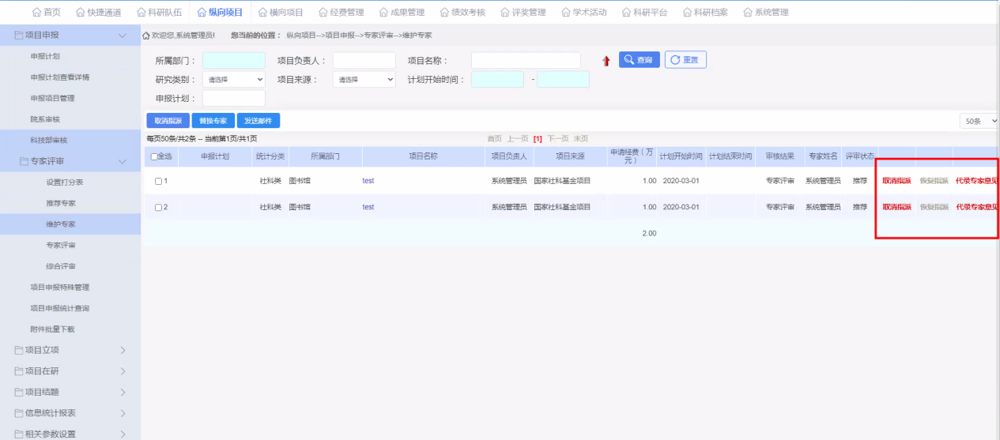 首页 快捷通道 科研队伍 纵向项目 横向项目 经费管理 成果管理 绩效考核 评奖管理 学术活动 科研平台 科研档案 系统管理
项目申报
欢迎您,系统管理员! 您当前的位置： 纵向项目-->项目申报-->专家评审-->维护专家
申报计划
申报计划查看详情
申报项目管理
院系审核
科技部审核
专家评审
设置打分表
推荐专家
维护专家
专家评审
综合评审
项目申报特殊管理
项目申报统计查询
附件批量下载
项目立项
项目在研
项目结题
信息统计报表
相关参数设置
所属部门： 项目负责人： 项目名称： 查询 重置
研究类别： 请选择 项目来源： 请选择 计划开始时间： -
申报计划：
取消指派 替换专家 发送邮件 50条
每页50条/共2条 -- 当前第1页/共1页 首页 上一页 [1] 下一页 末页
全选 申报计划 统计分类 所属部门 项目名称 项目负责人 项目来源 申请经费（万元） 计划开始时间 计划结束时间 审核结果 专家姓名 评审状态
1 社科类 图书馆 test 系统管理员 国家社科基金项目 1.00 2020-03-01 专家评审 系统管理员 推荐 取消指派 恢复指派 代录专家意见
2 社科类 图书馆 test 系统管理员 国家社科基金项目 1.00 2020-03-01 专家评审 系统管理员 推荐 取消指派 恢复指派 代录专家意见
2.00